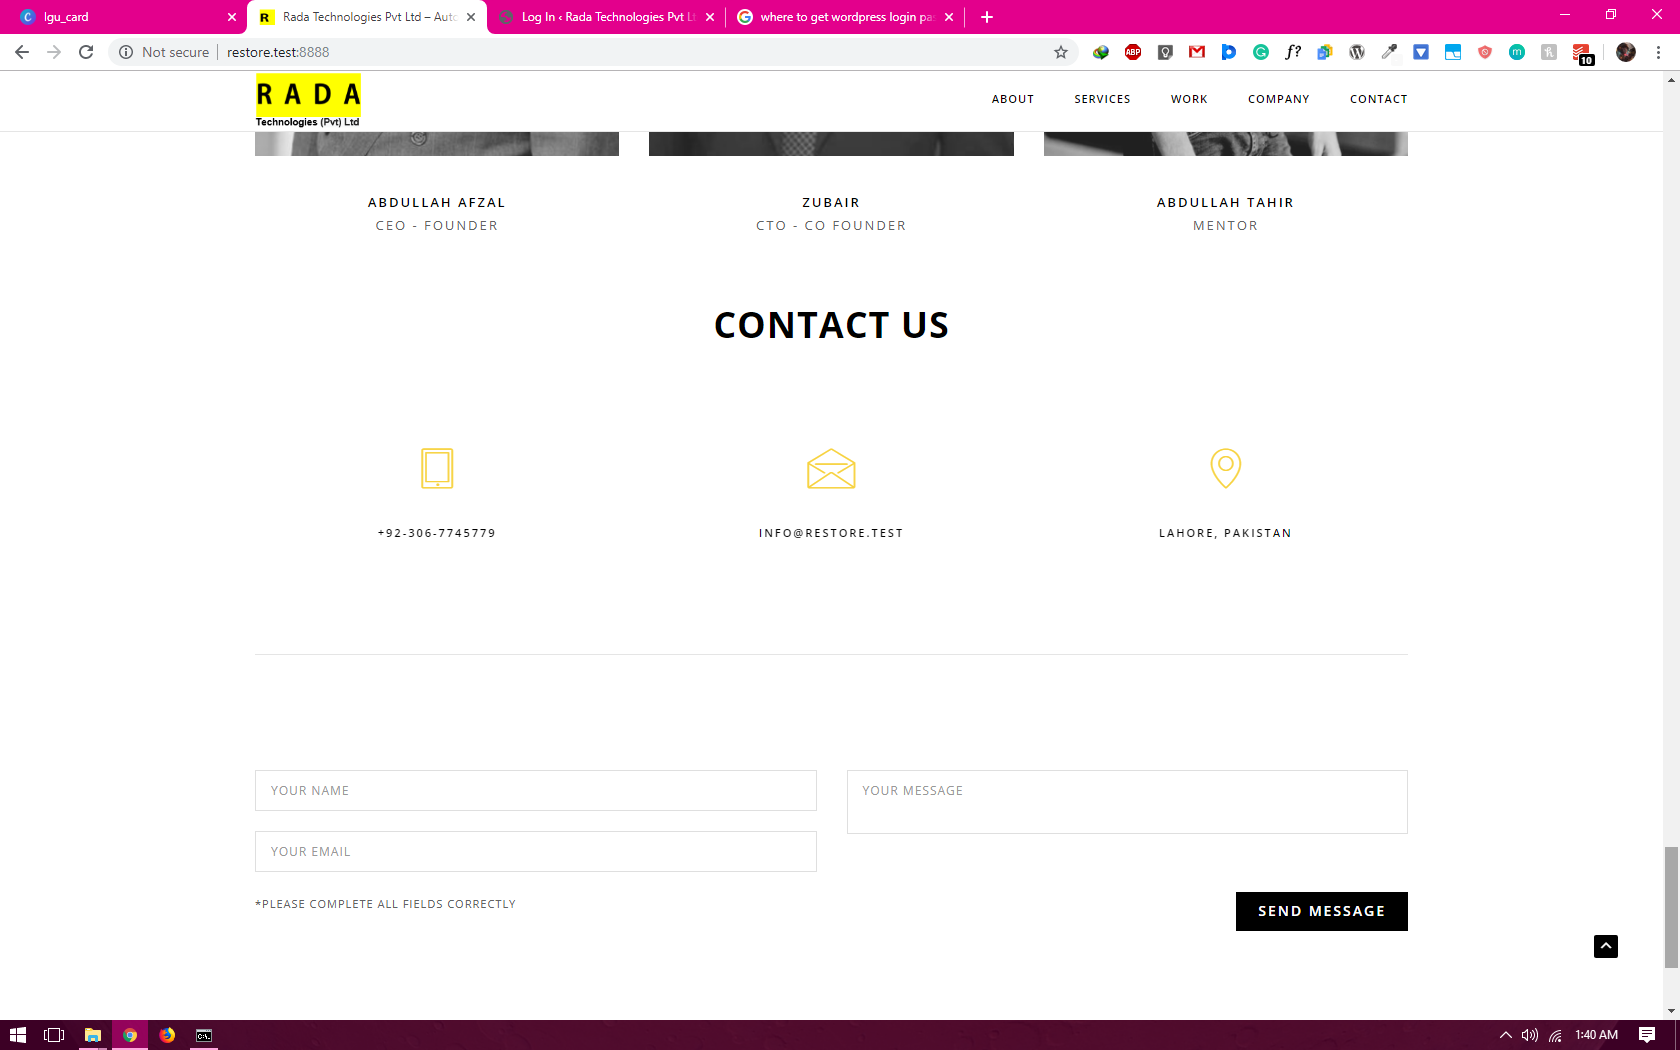 lgu_card
R
Rada Technologies Pvt Ltd – Auto
Log In ‹ Rada Technologies Pvt Lt
where to get wordpress login pas
Not secure
restore.test:8888
ABP
f?
10
RADA
Technologies (Pvt) Ltd
ABOUT
SERVICES
WORK
COMPANY
CONTACT
ABDULLAH AFZAL
CEO - FOUNDER
ZUBAIR
CTO - CO FOUNDER
ABDULLAH TAHIR
MENTOR
CONTACT US
+92-306-7745779
INFO@RESTORE.TEST
LAHORE, PAKISTAN
YOUR NAME
YOUR MESSAGE
YOUR EMAIL
*PLEASE COMPLETE ALL FIELDS CORRECTLY
SEND MESSAGE
1:40 AM